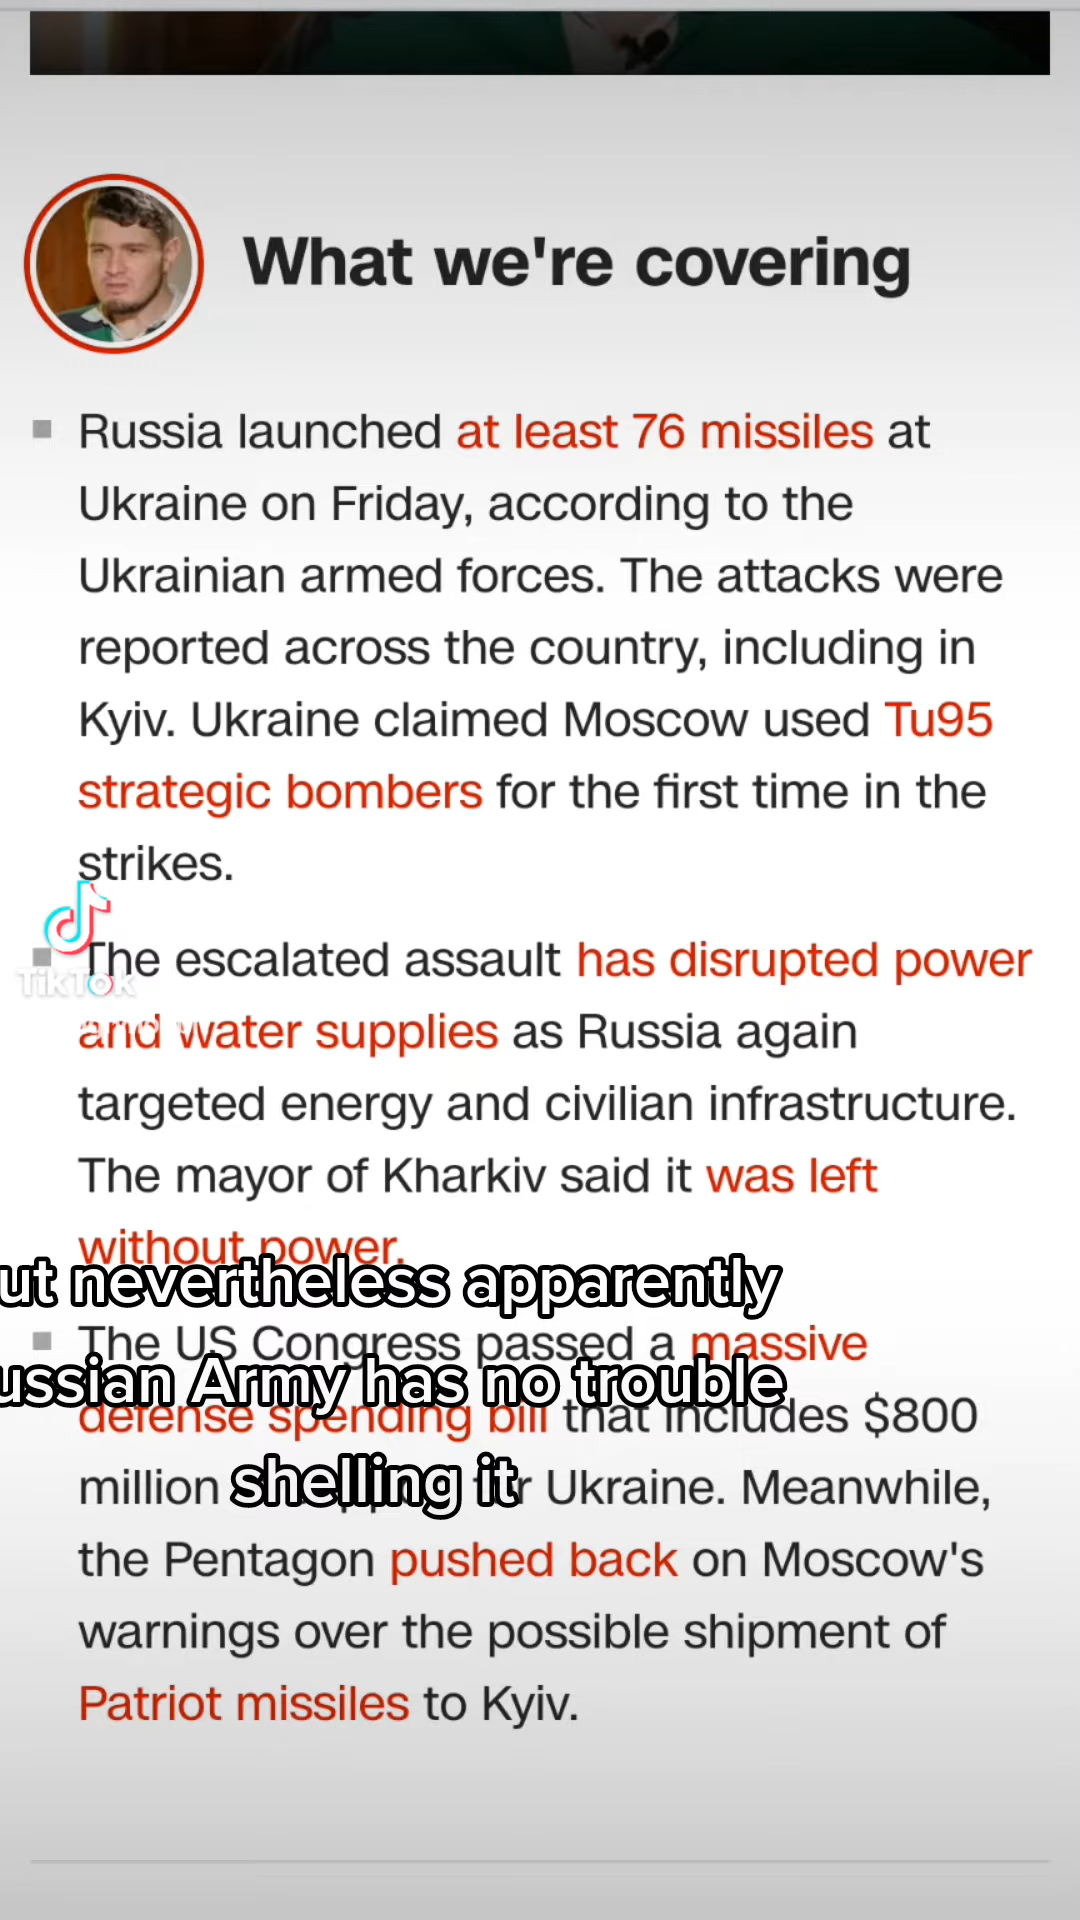 What we're covering
Russia launched at least 76 missiles at
Ukraine on Friday, according to the
Ukrainian armed forces. The attacks were
reported across the country, including in
Kyiv. Ukraine claimed Moscow used Tu95
strategic bombers for the first time in the
strikes.
The escalated assault has disrupted power
and water supplies as Russia again
targeted energy and civilian infrastructure.
The mayor of Kharkiv said it was left
without power.
The US Congress passed a massive
defense spending bill that includes $800
million Ukraine. Meanwhile,
the Pentagon pushed back on Moscow's
warnings over the possible shipment of
Patriot missiles to Kyiv.
TikTok
ut nevertheless apparently
ussian Army has no trouble
shelling it